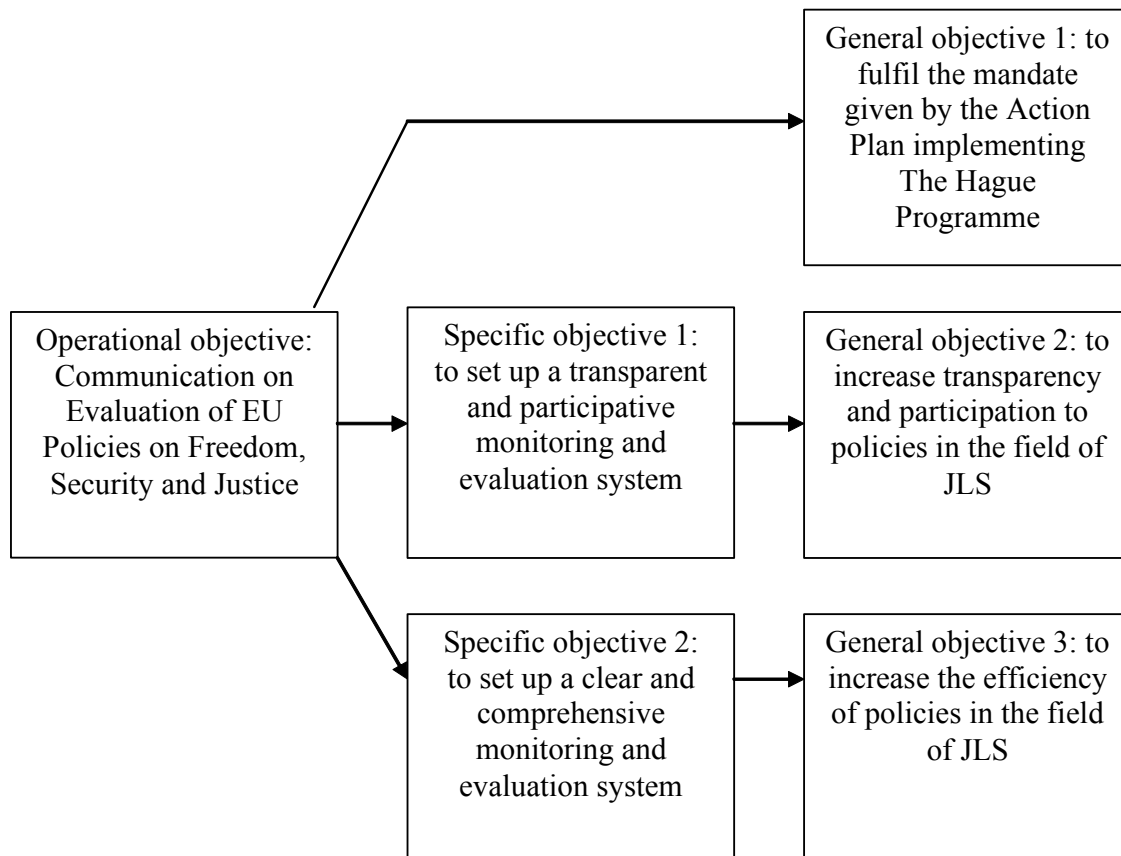 General objective 1: to
fulfil the mandate
given by the Action
Plan implementing
The Hague
Programme
Operational objective:
Communication on
Evaluation of EU
Policies on Freedom,
Security and Justice
Specific objective 1:
to set up a transparent
and participative
monitoring and
evaluation system
General objective 2: to
increase transparency
and participation to
policies in the field of
JLS
Specific objective 2:
to set up a clear and
comprehensive
monitoring and
evaluation system
General objective 3: to
increase the efficiency
of policies in the field
of JLS